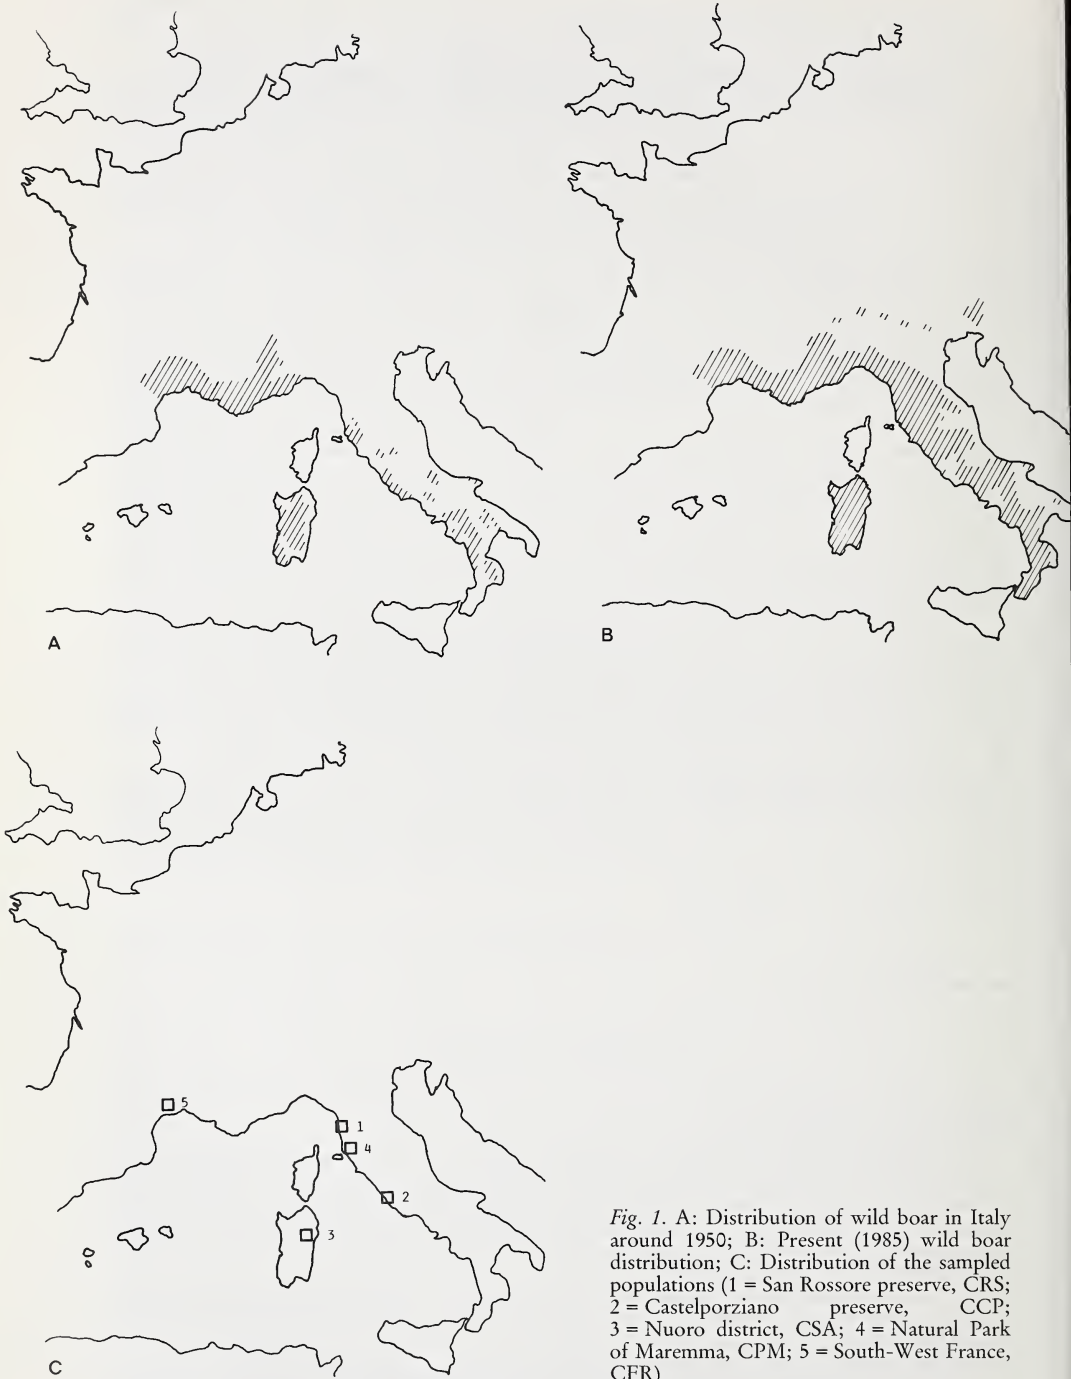 A
B
5
1
4
2
3
C
Fig. 1. A: Distribution of wild boar in Italy
around 1950; B: Present (1985) wild boar
distribution; C: Distribution of the sampled
populations (1 = San Rossore preserve, CRS;
2 = Castelporziano preserve, CCP;
3 = Nuoro district, CSA; 4 = Natural Park
of Maremma, CPM; 5 = South-West France,
CFR)